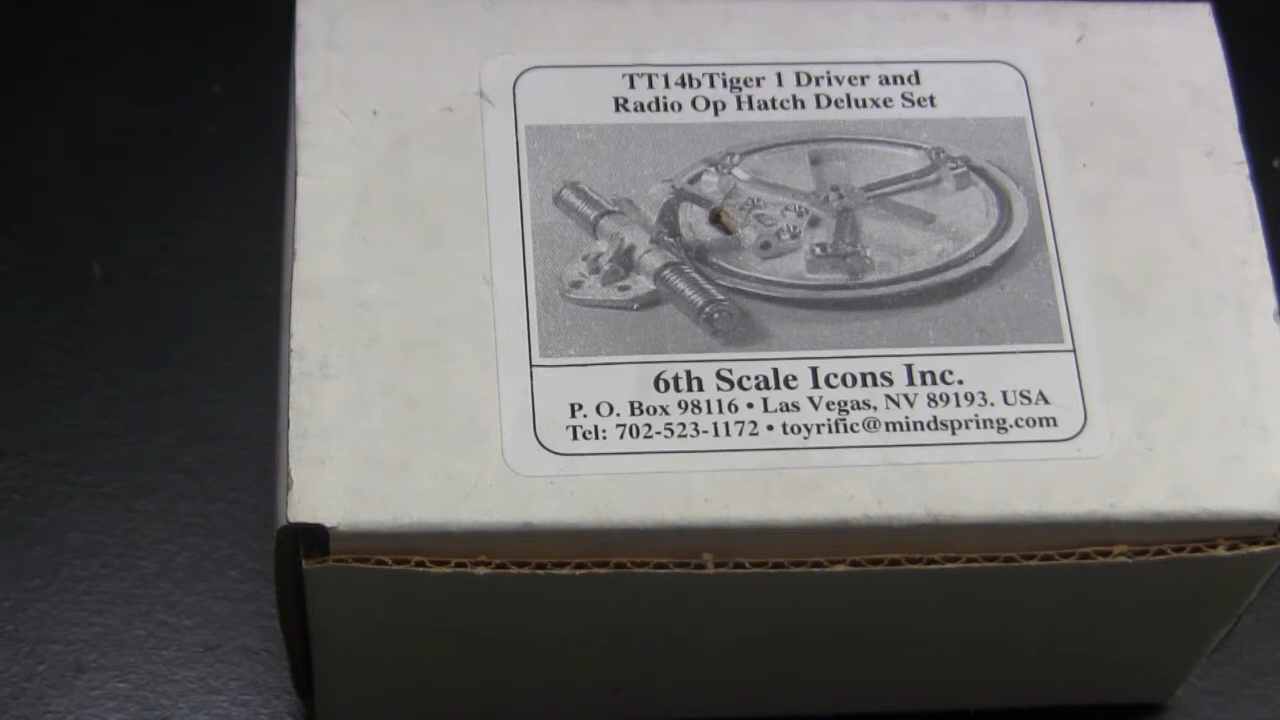 TT14bTiger 1 Driver and
Radio Op Hatch Deluxe Set
6th Scale Icons Inc.
P. O. Box 98116 • Las Vegas, NV 89193. USA
Tel: 702-523-1172 • toyrific@mindspring.com